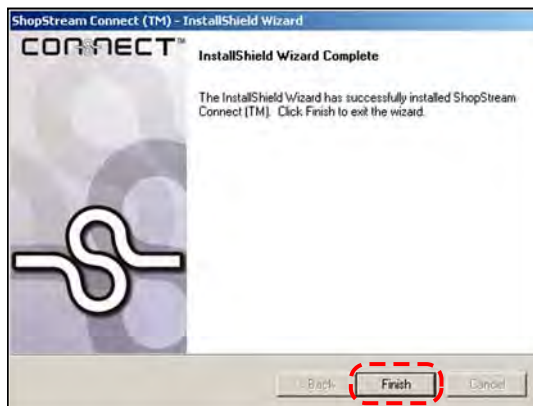 ShopStream Connect (TM) - InstallShield Wizard
CONNECT™
InstallShield Wizard Complete
The InstallShield Wizard has successfully installed ShopStream
Connect (TM). Click Finish to exit the wizard.
< Back Finish Cancel